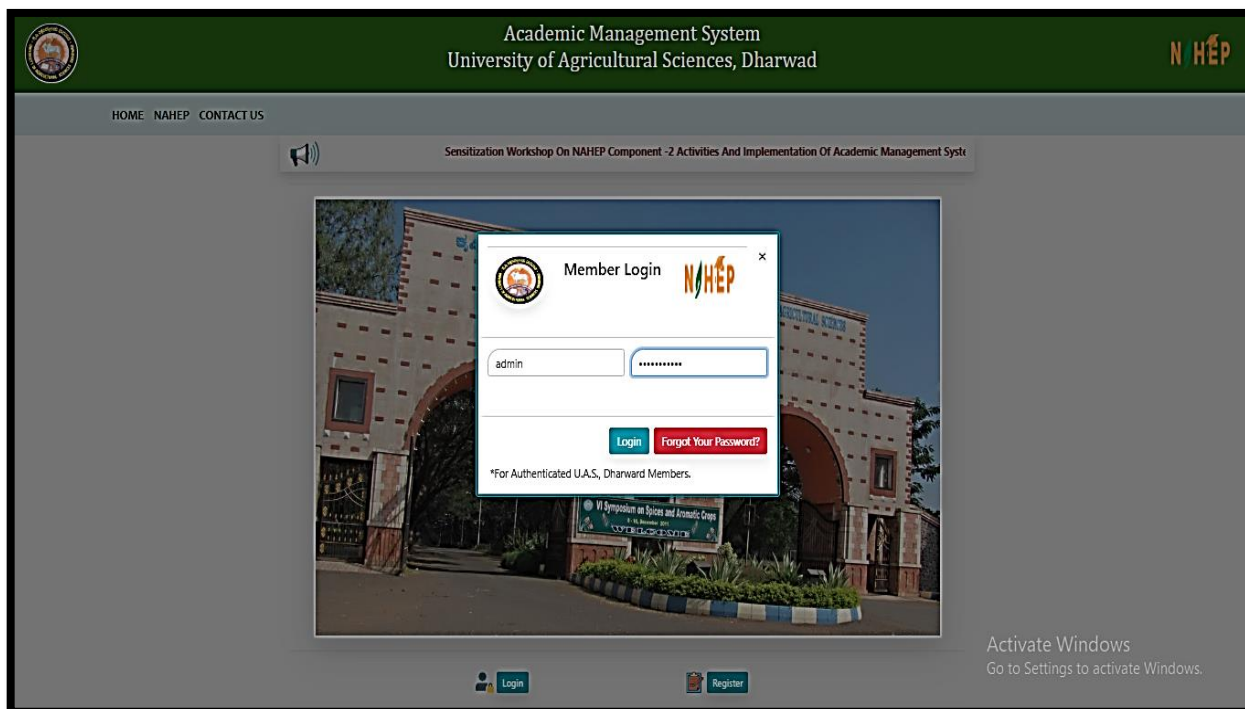 Academic Management System
University of Agricultural Sciences, Dharwad
NAHEP
HOME NAHEP CONTACT US
Sensitization Workshop On NAHEP Component -2 Activities And Implementation Of Academic Management Syste
Member Login
NAHEP
×
admin
•••••••••••
Login Forgot Your Password?
*For Authenticated U.A.S., Dharward Members.
VI Symposium on Spices and Aromatic Crops
WELCOME
Login
Register
Activate Windows
Go to Settings to activate Windows.